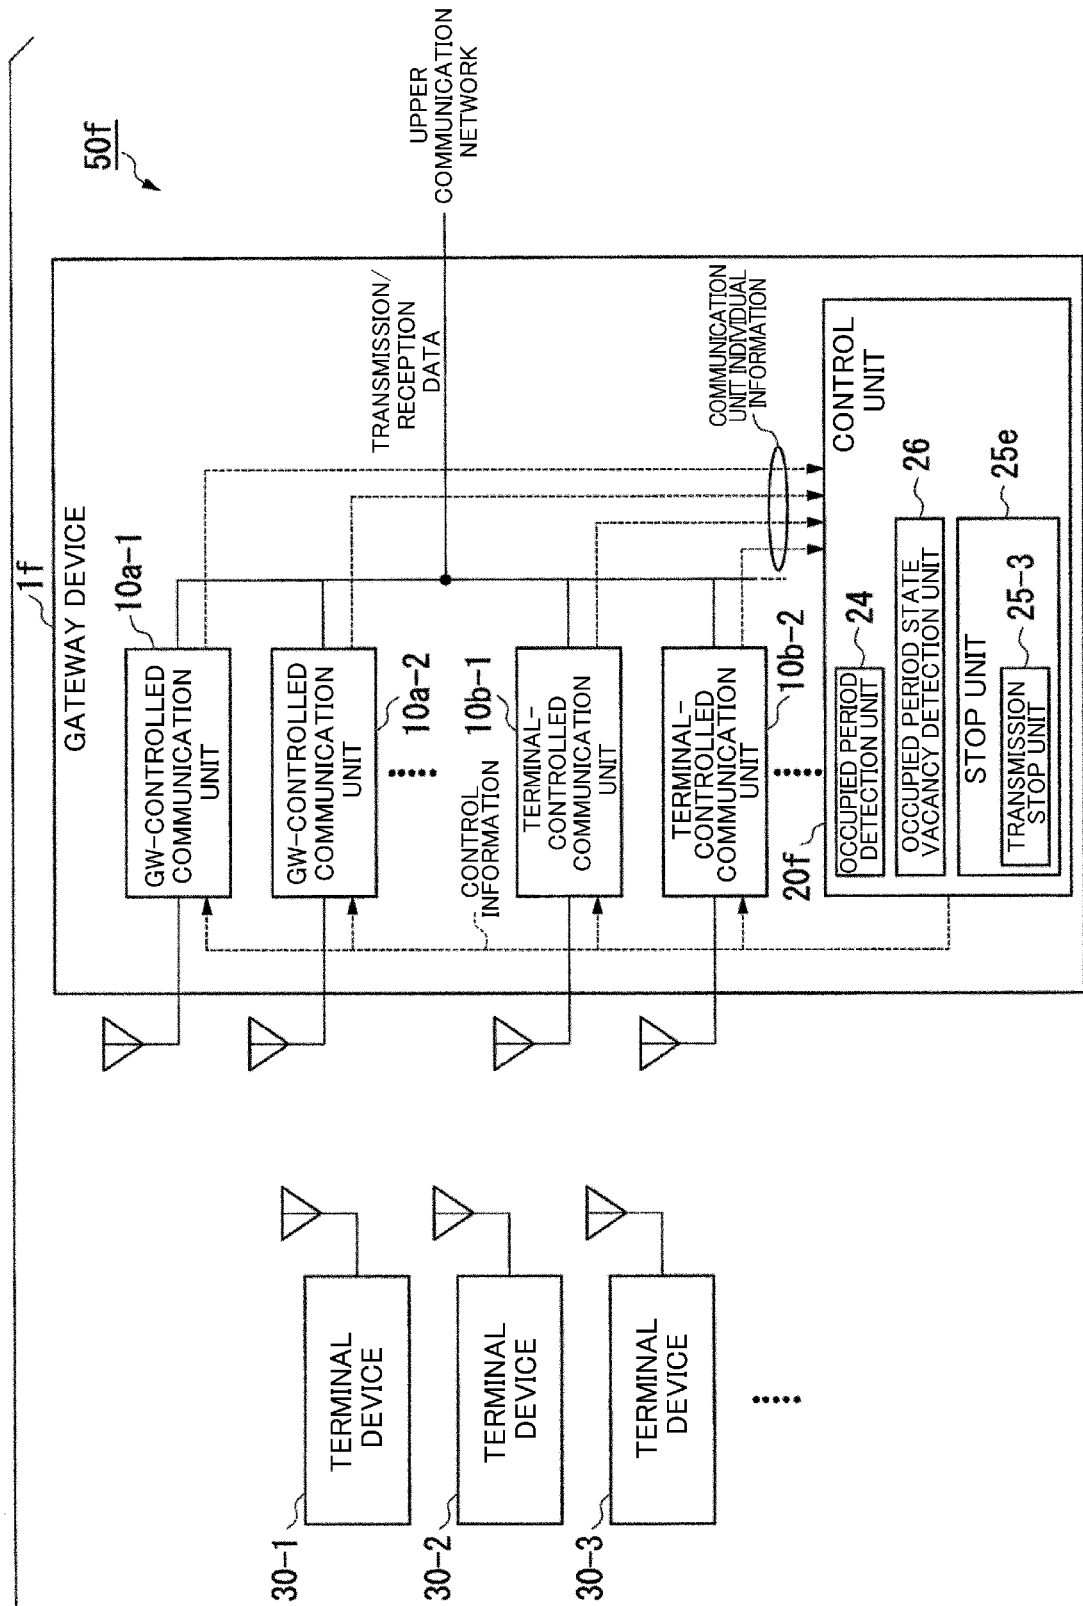 50f
1f
GATEWAY DEVICE
UPPER
COMMUNICATION
NETWORK
TRANSMISSION/
RECEPTION
DATA
10a-1
GW-CONTROLLED
COMMUNICATION
UNIT
10a-2
GW-CONTROLLED
COMMUNICATION
UNIT
CONTROL
INFORMATION
10b-1
TERMINAL-
CONTROLLED
COMMUNICATION
UNIT
10b-2
TERMINAL-
CONTROLLED
COMMUNICATION
UNIT
COMMUNICATION
UNIT INDIVIDUAL
INFORMATION
20f
CONTROL
UNIT
OCCUPIED PERIOD
DETECTION UNIT
24
OCCUPIED PERIOD STATE
VACANCY DETECTION UNIT
26
STOP UNIT
25e
TRANSMISSION
STOP UNIT
25-3
30-1
TERMINAL
DEVICE
30-2
TERMINAL
DEVICE
30-3
TERMINAL
DEVICE